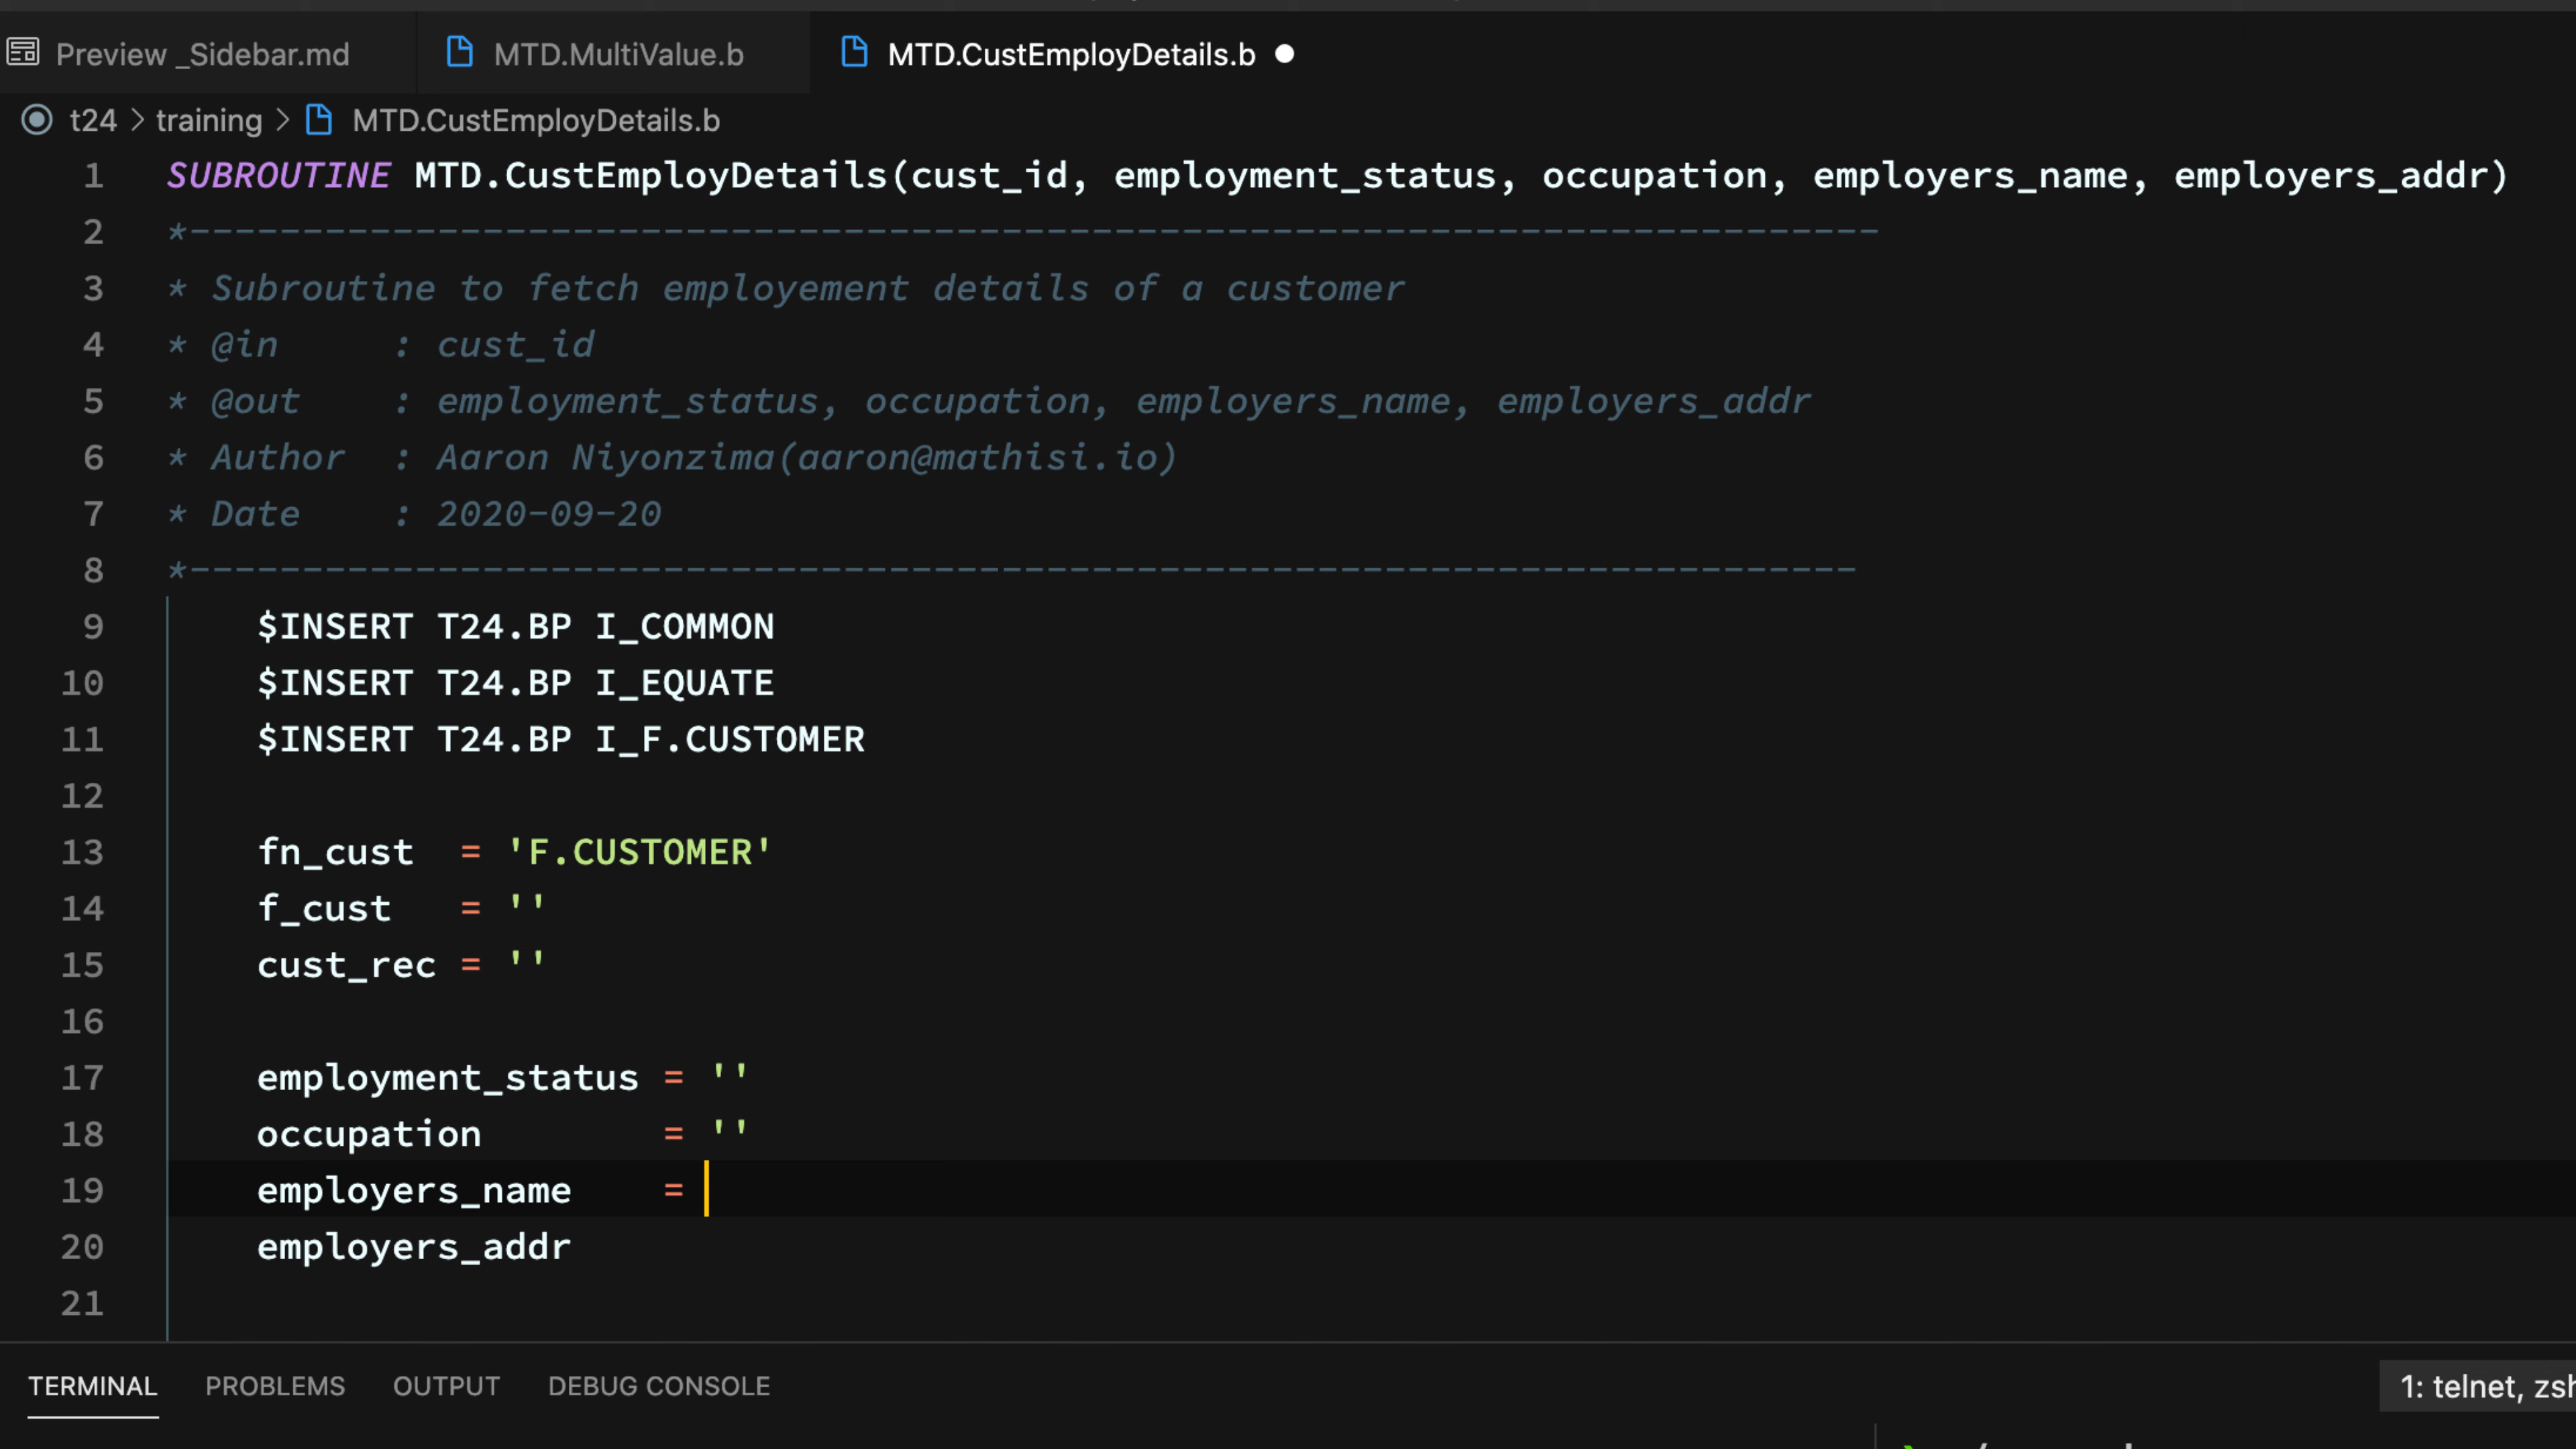 Preview _Sidebar.md MTD.MultiValue.b MTD.CustEmployDetails.b
t24 > training > MTD.CustEmployDetails.b
1 SUBROUTINE MTD.CustEmployDetails(cust_id, employment_status, occupation, employers_name, employers_addr)
2 *---------------------------------------------------------------------------
3 * Subroutine to fetch employement details of a customer
4 * @in     : cust_id
5 * @out    : employment_status, occupation, employers_name, employers_addr
6 * Author  : Aaron Niyonzima(aaron@mathisi.io)
7 * Date    : 2020-09-20
8 *--------------------------------------------------------------------------
9     $INSERT T24.BP I_COMMON
10     $INSERT T24.BP I_EQUATE
11     $INSERT T24.BP I_F.CUSTOMER
12
13     fn_cust  = 'F.CUSTOMER'
14     f_cust   = ''
15     cust_rec = ''
16
17     employment_status = ''
18     occupation        = ''
19     employers_name    =
20     employers_addr
21
TERMINAL PROBLEMS OUTPUT DEBUG CONSOLE 1: telnet, zsh